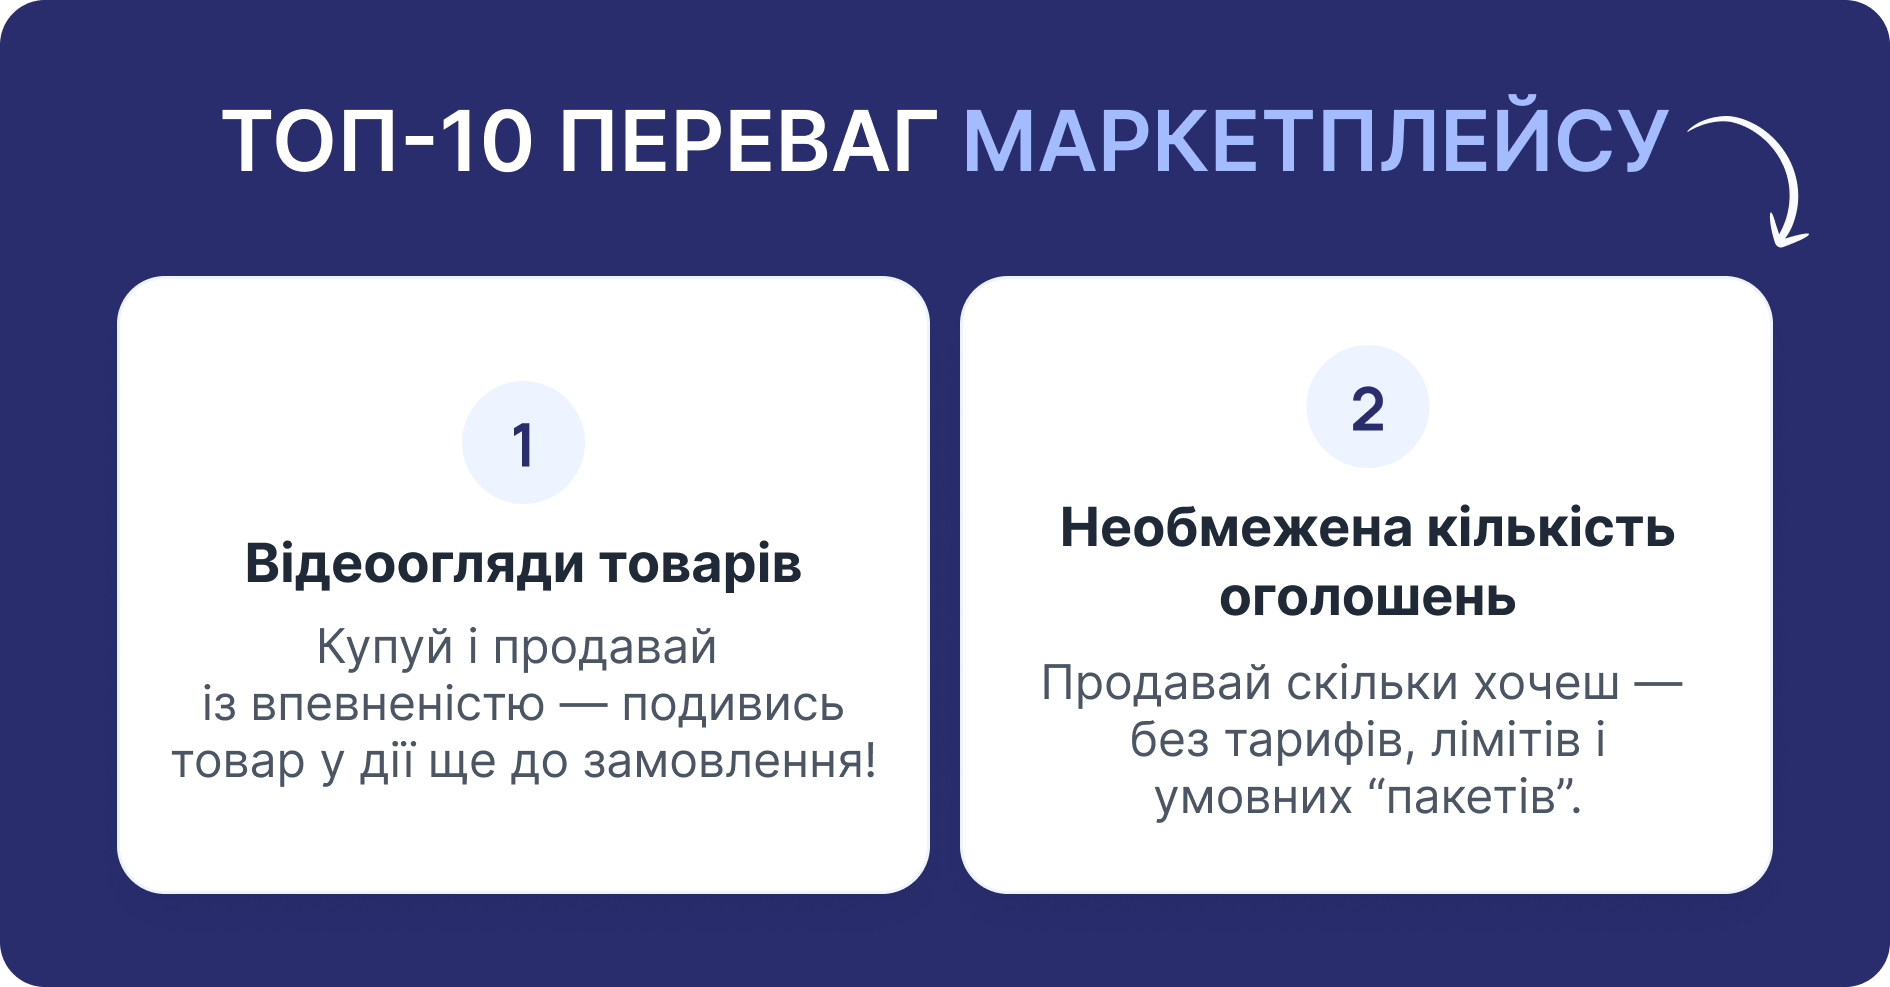 ТОП-10 ПЕРЕВАГ МАРКЕТПЛЕЙСУ
1
Відеоогляди товарів
Купуй і продавай
із впевненістю — подивись
товар у дії ще до замовлення!
2
Необмежена кількість
оголошень
Продавай скільки хочеш —
без тарифів, лімітів і
умовних “пакетів”.